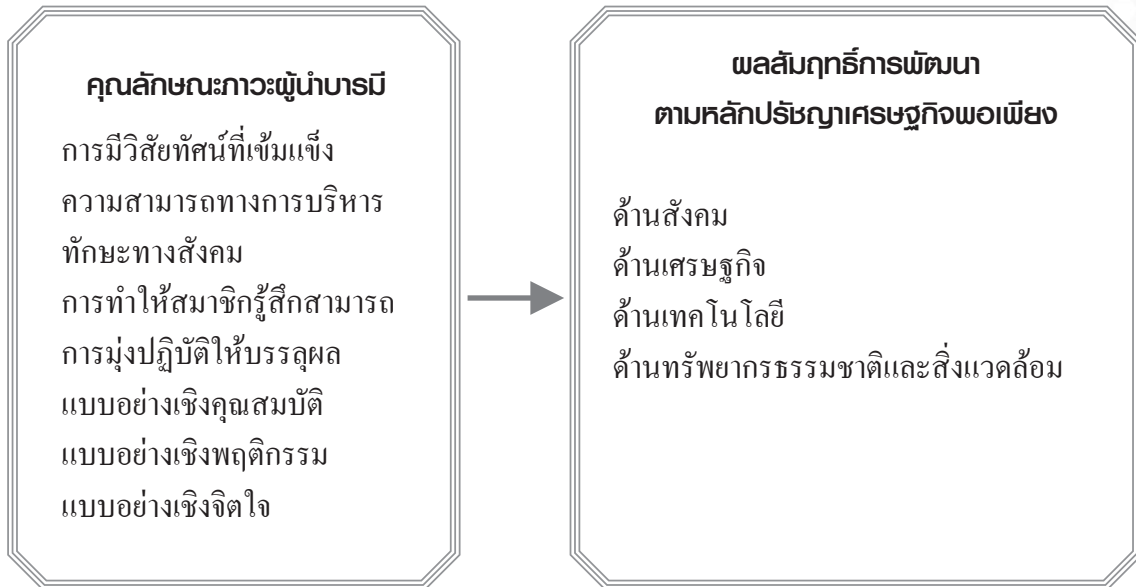 คุณลักษณะภาวะผู้นำบารมี
การมีวิสัยทัศน์ที่เข้มแข็ง
ความสามารถทางการบริหาร
ทักษะทางสังคม
การทำให้สมาชิกรู้สึกสามารถ
การมุ่งปฏิบัติให้บรรลุผล
แบบอย่างเชิงคุณสมบัติ
แบบอย่างเชิงพฤติกรรม
แบบอย่างเชิงจิตใจ
ผลสัมฤทธิ์การพัฒนา
ตามหลักปรัชญาเศรษฐกิจพอเพียง
ด้านสังคม
ด้านเศรษฐกิจ
ด้านเทคโนโลยี
ด้านทรัพยากรธรรมชาติและสิ่งแวดล้อม